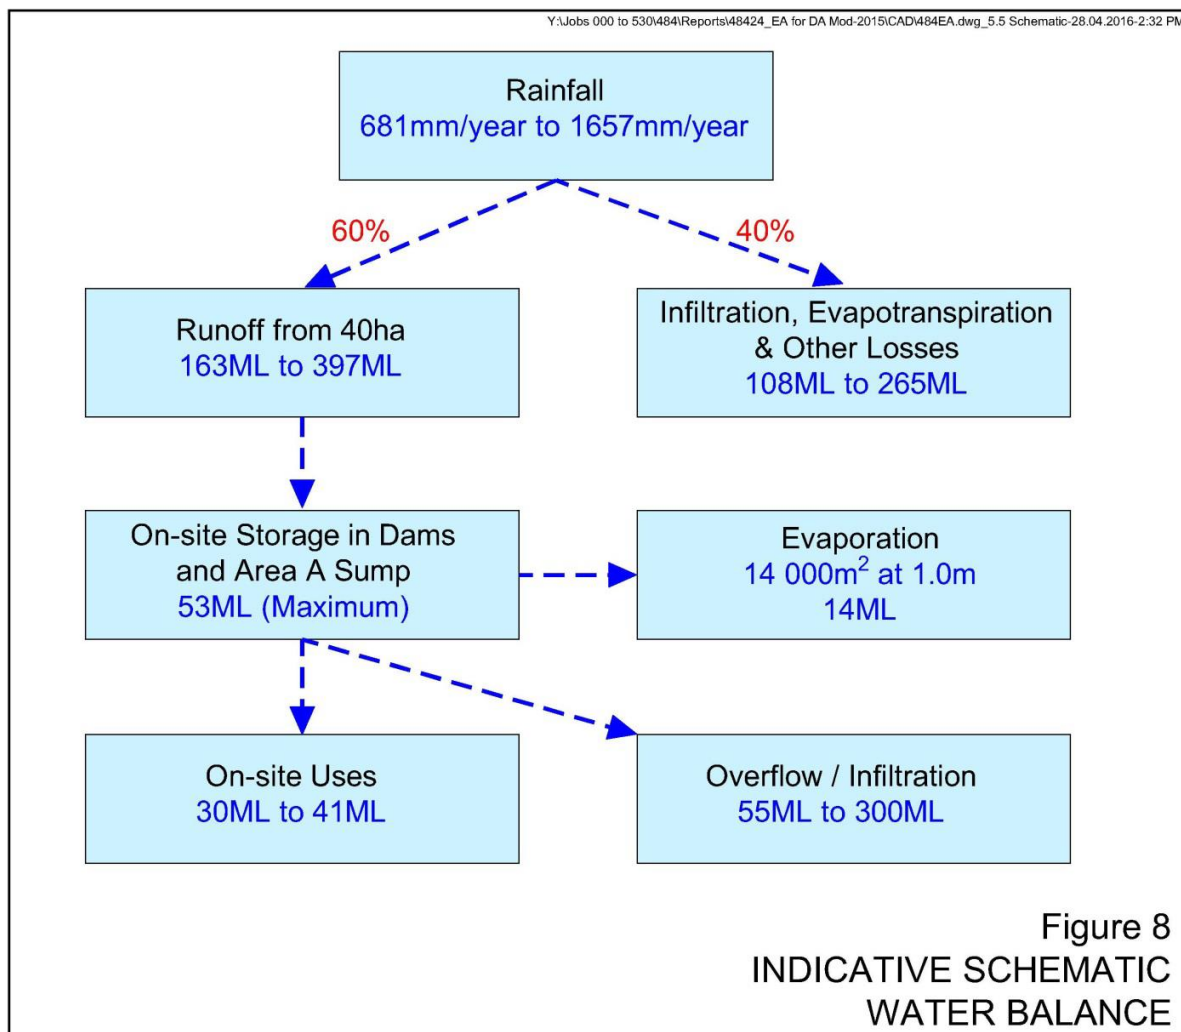 Y:\Jobs 000 to 530\484\Reports\48424_EA for DA Mod-2015\CAD\484EA.dwg_5.5 Schematic-28.04.2016-2:32 PM
Rainfall
681mm/year to 1657mm/year
60%
40%
Runoff from 40ha
163ML to 397ML
Infiltration, Evapotranspiration
& Other Losses
108ML to 265ML
On-site Storage in Dams
and Area A Sump
53ML (Maximum)
Evaporation
14 000m² at 1.0m
14ML
On-site Uses
30ML to 41ML
Overflow / Infiltration
55ML to 300ML
Figure 8
INDICATIVE SCHEMATIC
WATER BALANCE